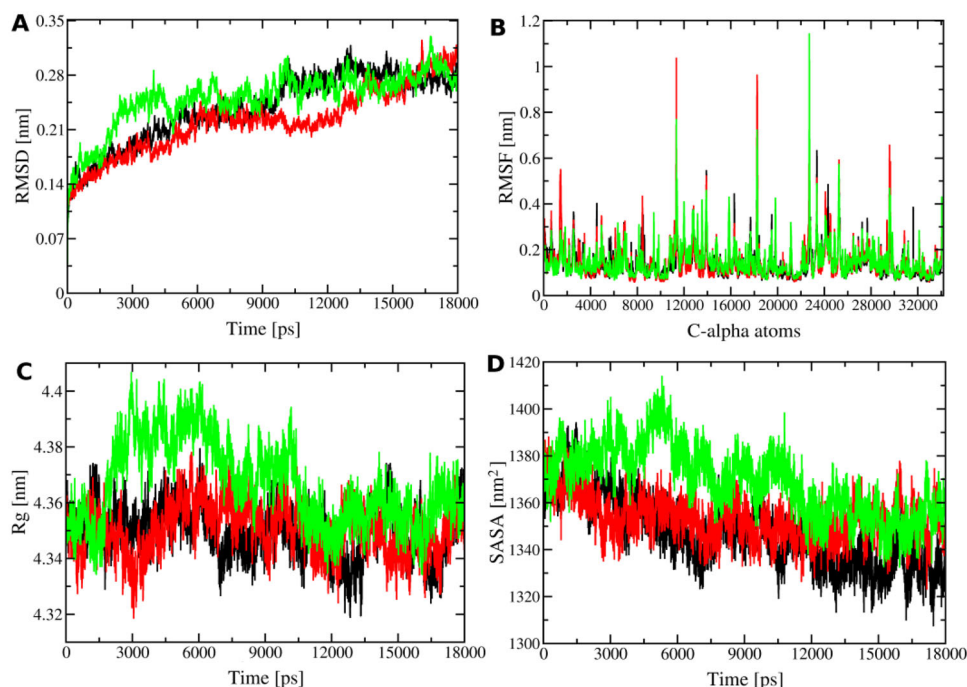 A
0.35
0.28
0.21
0.14
0.07
RMSD [nm]
0 3000 6000 9000 12000 15000 18000
Time [ps]
B
1.2
1
0.8
0.6
0.4
0.2
0
RMSF [nm]
4000 8000 12000 16000 20000 24000 28000 32000
C-alpha atoms
C
4.4
4.38
4.36
4.34
4.32
Rg [nm]
0 3000 6000 9000 12000 15000 18000
Time [ps]
D
1420
1400
1380
1360
1340
1320
1300
SASA [nm²]
0 3000 6000 9000 12000 15000 18000
Time [ps]